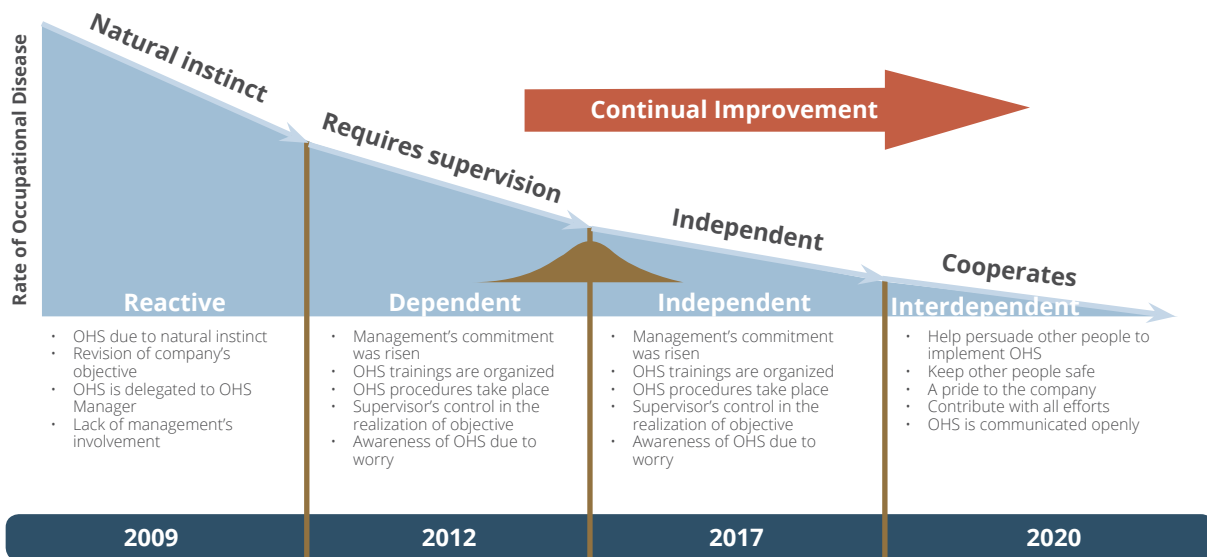 Rate of Occupational Disease
Natural instinct
Requires supervision
Independent
Cooperates
Continual Improvement
Reactive
• OHS due to natural instinct
• Revision of company's
objective
• OHS is delegated to OHS
Manager
• Lack of management's
involvement
Dependent
• Management's commitment
was risen
• OHS trainings are organized
• OHS procedures take place
• Supervisor's control in the
realization of objective
• Awareness of OHS due to
worry
Independent
• Management's commitment
was risen
• OHS trainings are organized
• OHS procedures take place
• Supervisor's control in the
realization of objective
• Awareness of OHS due to
worry
Interdependent
• Help persuade other people to
implement OHS
• Keep other people safe
• A pride to the company
• Contribute with all efforts
• OHS is communicated openly
2009
2012
2017
2020